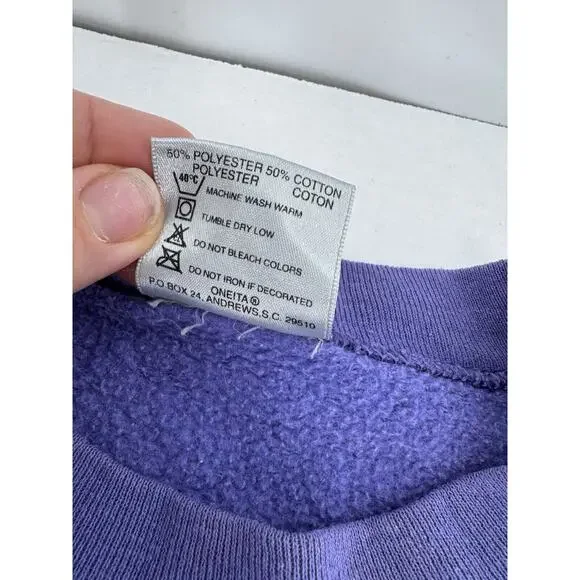 50% POLYESTER 50% COTTON
POLYESTER COTON
40°C MACHINE WASH WARM
TUMBLE DRY LOW
DO NOT BLEACH COLORS
DO NOT IRON IF DECORATED
ONEITA®
P.O BOX 24, ANDREWS,S.C. 29510